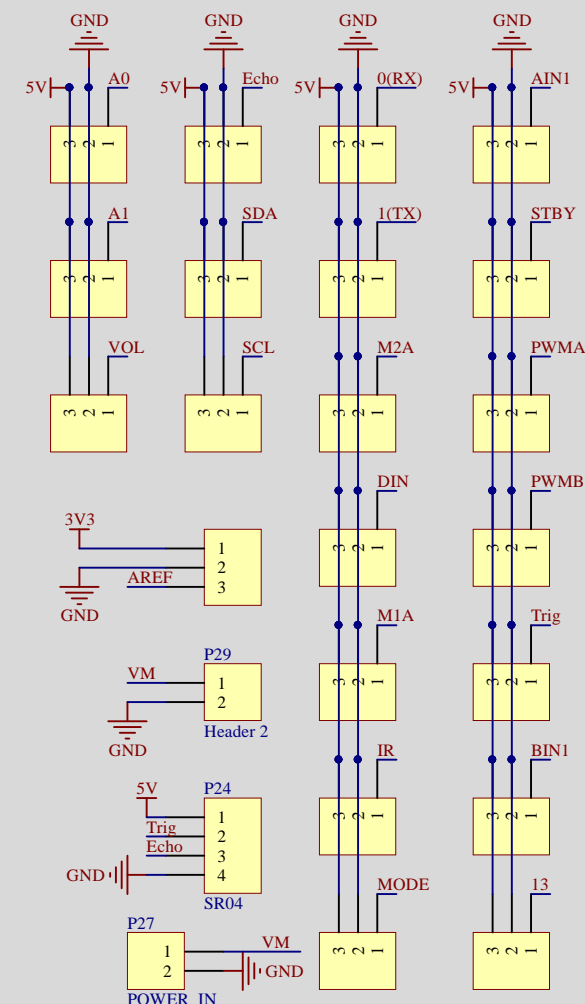 GND GND GND GND
5V A0 5V Echo 5V 0(RX) 5V AIN1
3 2 1 3 2 1 3 2 1 3 2 1
A1 SDA 1(TX) STBY
3 2 1 3 2 1 3 2 1 3 2 1
VOL SCL M2A PWMA
3 2 1 3 2 1 3 2 1 3 2 1
DIN PWMB
3 2 1 3 2 1
3V3
1
2
AREF 3
GND
M1A Trig
3 2 1 3 2 1
P29
VM 1
2
GND
Header 2
IR BIN1
3 2 1 3 2 1
5V P24
1
Trig 2
Echo 3
GND 4
SR04
MODE 13
3 2 1 3 2 1
P27
1 VM
2 GND
POWER_IN